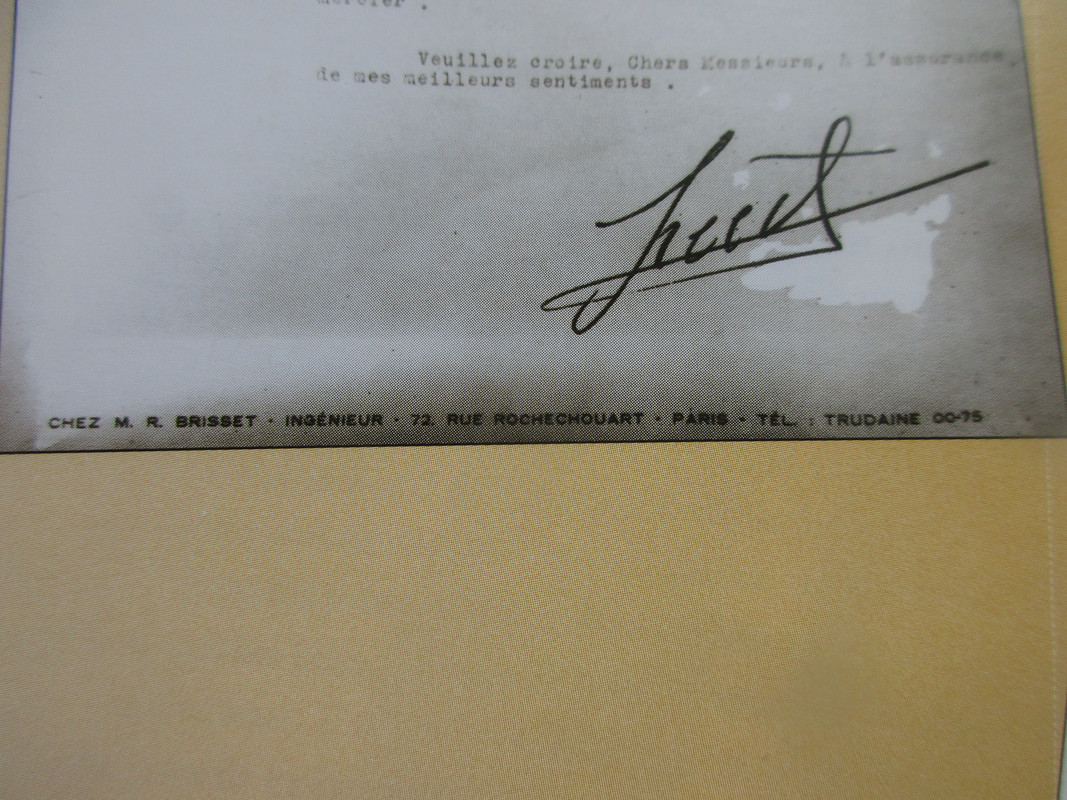 Veuillez croire, Chers Messieurs, à l'assurance,
de mes meilleurs sentiments .
CHEZ M. R. BRISSET · INGÉNIEUR · 72, RUE ROCHECHOUART · PARIS - TÉL. : TRUDAINE 00-75